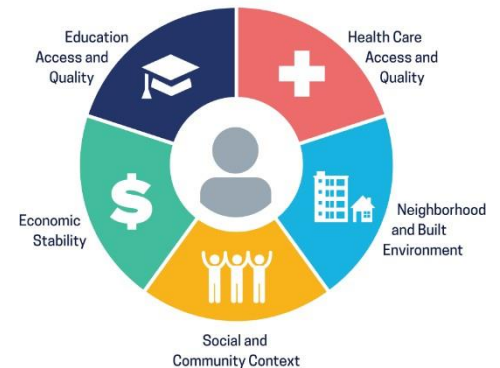 Education
Access and
Quality
Health Care
Access and
Quality
Economic
Stability
Neighborhood
and Built
Environment
Social and
Community Context